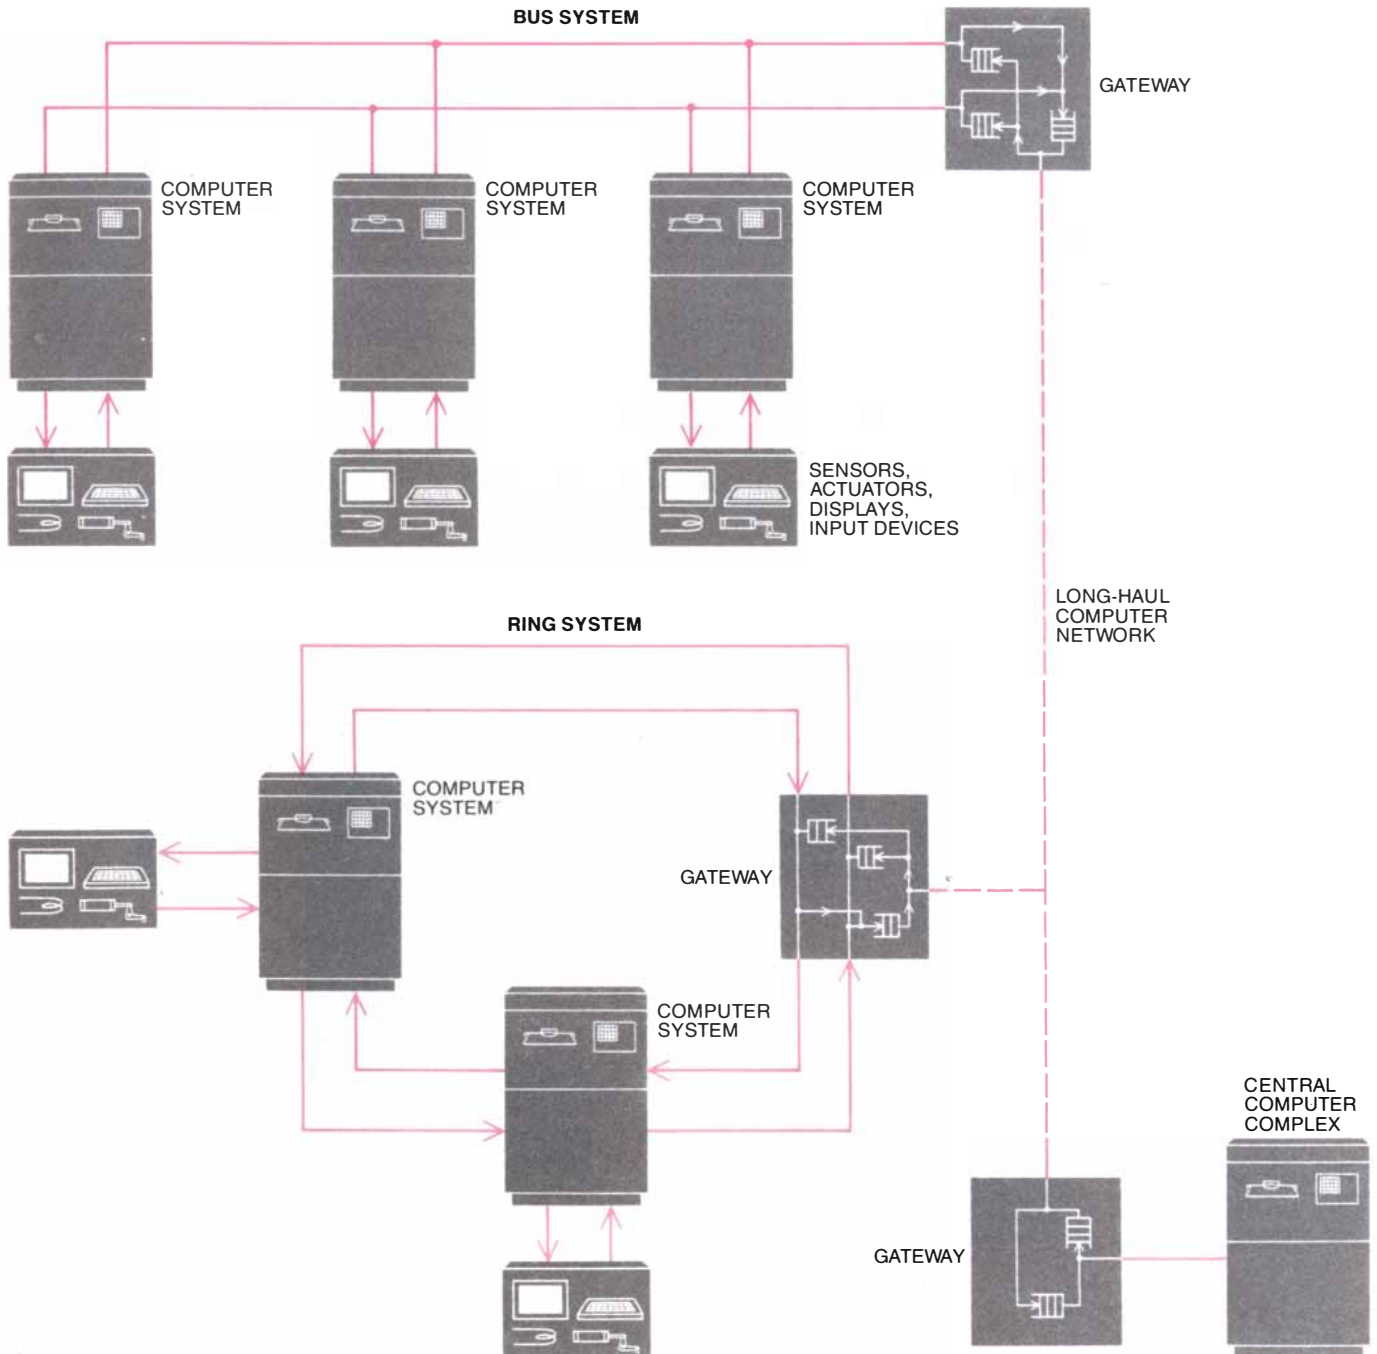 BUS SYSTEM
GATEWAY
COMPUTER
SYSTEM
COMPUTER
SYSTEM
COMPUTER
SYSTEM
SENSORS,
ACTUATORS,
DISPLAYS,
INPUT DEVICES
LONG-HAUL
COMPUTER
NETWORK
RING SYSTEM
COMPUTER
SYSTEM
GATEWAY
COMPUTER
SYSTEM
CENTRAL
COMPUTER
COMPLEX
GATEWAY